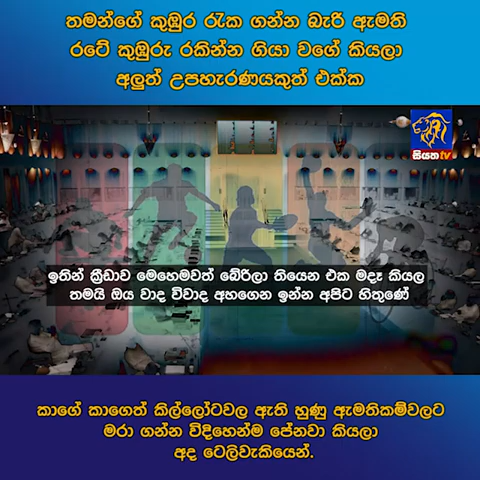 තමන්ගේ කුඹුර රැක ගන්න බැරි ඇමති
රටේ කුඹුරු රකින්න ගියා වගේ කියලා
අලුත් උපහැරණයකුත් එක්ක
සියත tv
ඉතින් ක්‍රීඩාව මෙහෙමවත් බේරිලා තියෙන එක මදෑ කියල
තමයි ඔය වාද විවාද අහගෙන ඉන්න අපිට හිතුණේ
කාගේ කාගෙත් කිල්ලෝටවල ඇති හුණු ඇමතිකම්වලට
මරා ගන්න විදිහෙන්ම පේනවා කියලා
අද ටෙලිවැකියෙන්.